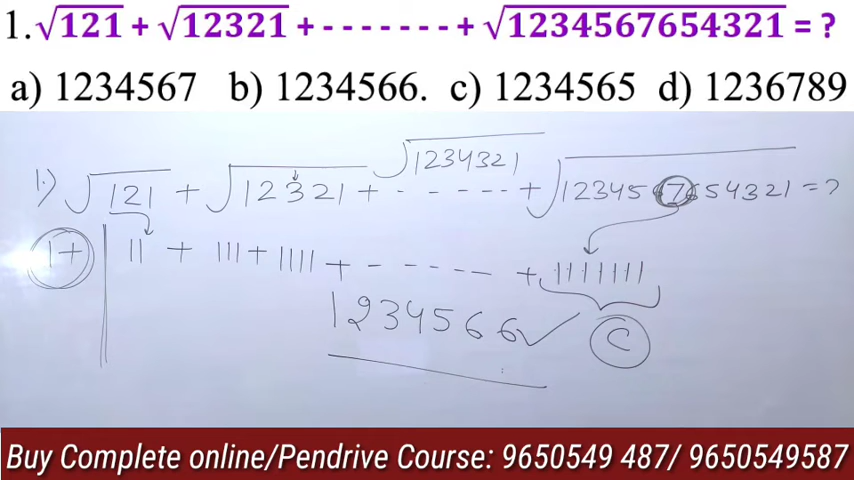 1.√121 + √12321 + - - - - - - - + √1234567654321 = ?
a) 1234567 b) 1234566. c) 1234565 d) 1236789
√1234321
1.) √121 + √12321 + - - - - - + √1234567654321 = ?
1+ 11 + 111 + 1111 + - - - - - + 1111111
1234566 ✓ C
Buy Complete online/Pendrive Course: 9650549 487/ 9650549587